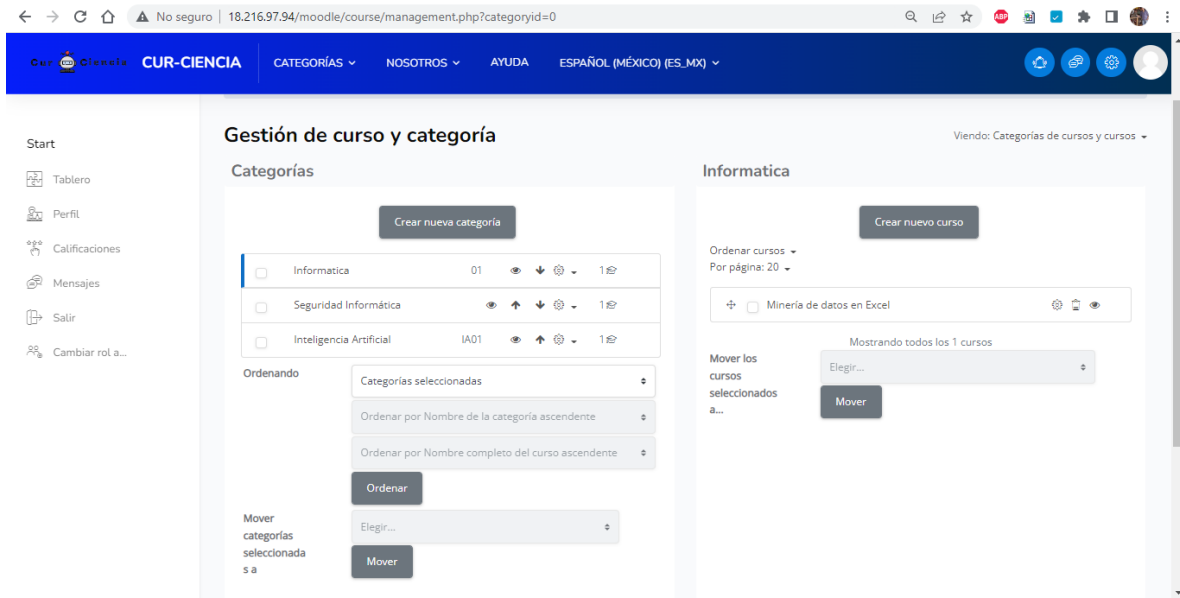 No seguro | 18.216.97.94/moodle/course/management.php?categoryid=0
ABP
Cur Ciencia CUR-CIENCIA CATEGORÍAS NOSOTROS AYUDA ESPAÑOL (MÉXICO) (ES_MX)
Start
Tablero
Perfil
Calificaciones
Mensajes
Salir
Cambiar rol a...
Gestión de curso y categoría
Viendo: Categorías de cursos y cursos
Categorías
Crear nueva categoría
Informatica 01 1
Seguridad Informática 1
Inteligencia Artificial IA01 1
Ordenando
Categorías seleccionadas
Ordenar por Nombre de la categoría ascendente
Ordenar por Nombre completo del curso ascendente
Ordenar
Mover
categorías
seleccionada
s a
Elegir...
Mover
Informatica
Crear nuevo curso
Ordenar cursos
Por página: 20
Minería de datos en Excel
Mostrando todos los 1 cursos
Mover los
cursos
seleccionados
a...
Elegir...
Mover